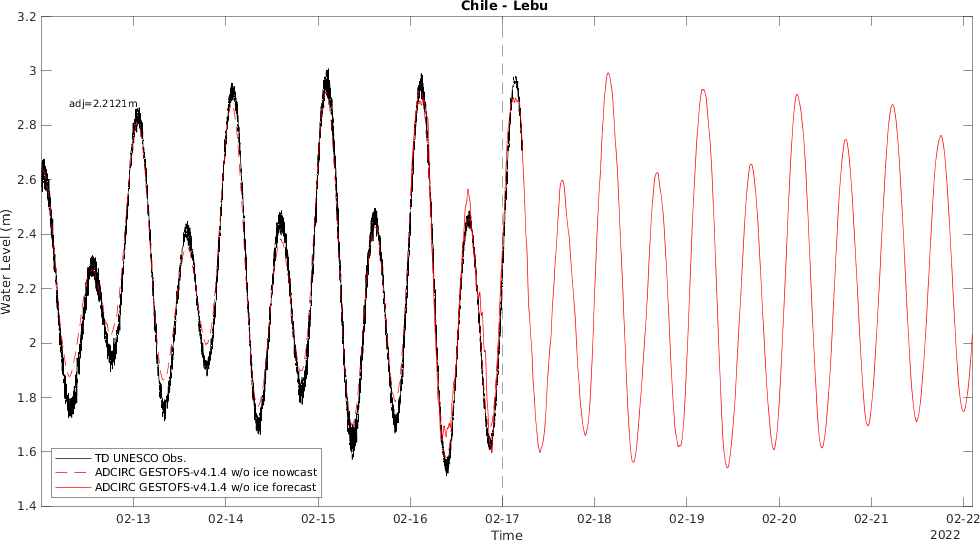 Chile - Lebu
3.2
3
2.8
2.6
2.4
2.2
2
1.8
1.6
1.4
Water Level (m)
adj=2.2121m
TD UNESCO Obs.
ADCIRC GESTOFS-v4.1.4 w/o ice nowcast
ADCIRC GESTOFS-v4.1.4 w/o ice forecast
02-13 02-14 02-15 02-16 02-17 02-18 02-19 02-20 02-21 02-22
Time
2022